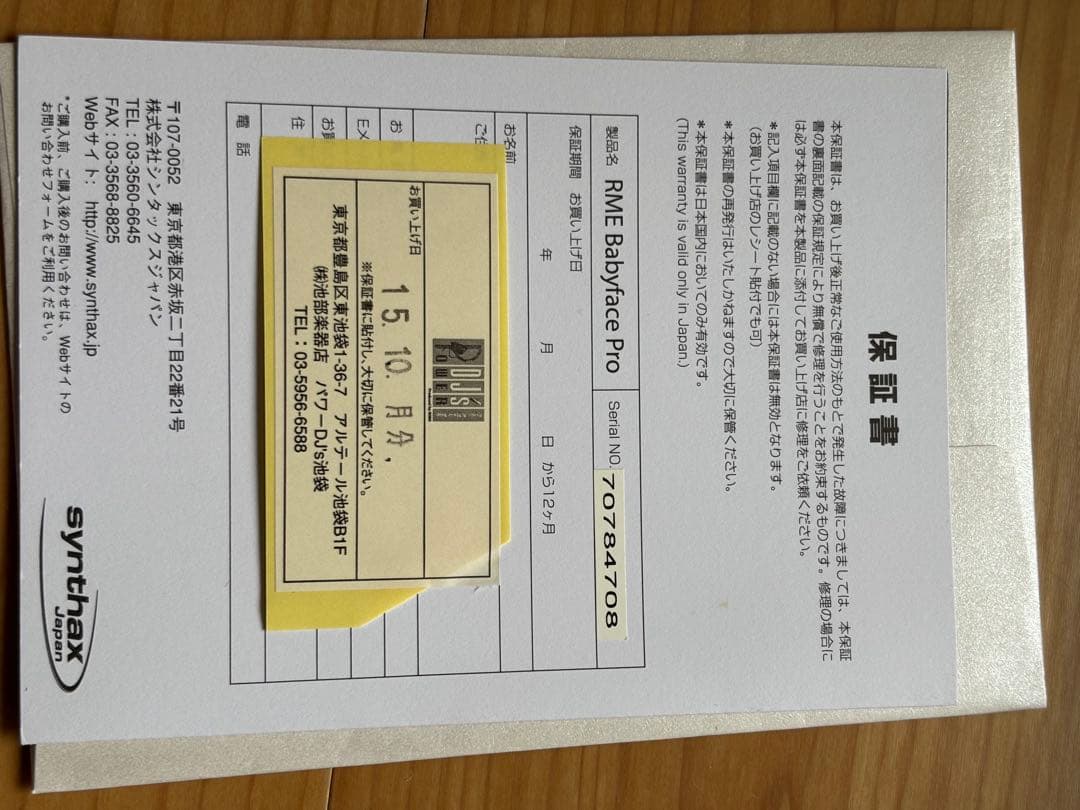 保証書
本保証書は、お買い上げ後正常なご使用方法のもとで発生した故障につきましては、本保証
書の裏面記載の保証規定により無償で修理を行うことをお約束するものです。修理の場合に
は必ず本保証書を本製品に添付してお買い上げ店に修理をご依頼ください。
*記入項目欄に記載のない場合には本保証書は無効となります。
(お買い上げ店のレシート貼付でも可)
*本保証書の再発行はいたしかねますので大切に保管ください。
*本保証書は日本国内においてのみ有効です。
(This warranty is valid only in Japan.)
製品名 RME Babyface Pro Serial NO. 70784708
保証期間 お買い上げ日 年 月 日 から12ヶ月
お名前
ご住
お
Eメ
お買
住
電話
POWER DJ's
お買い上げ日 15. 10. 月分,
※保証書に貼付し、大切に保管してください。
東京都豊島区東池袋1-36-7 アルテール池袋B1F
㈱池部楽器店 パワーDJ's池袋
TEL:03-5956-6588
〒107-0052 東京都港区赤坂二丁目22番21号
株式会社シンタックスジャパン
TEL:03-3560-6645
FAX:03-3568-8825
Webサイト: http://www.synthax.jp
*ご購入前、ご購入後のお問い合わせは、Webサイトの
お問い合わせフォームをご利用ください。
synthax
Japan